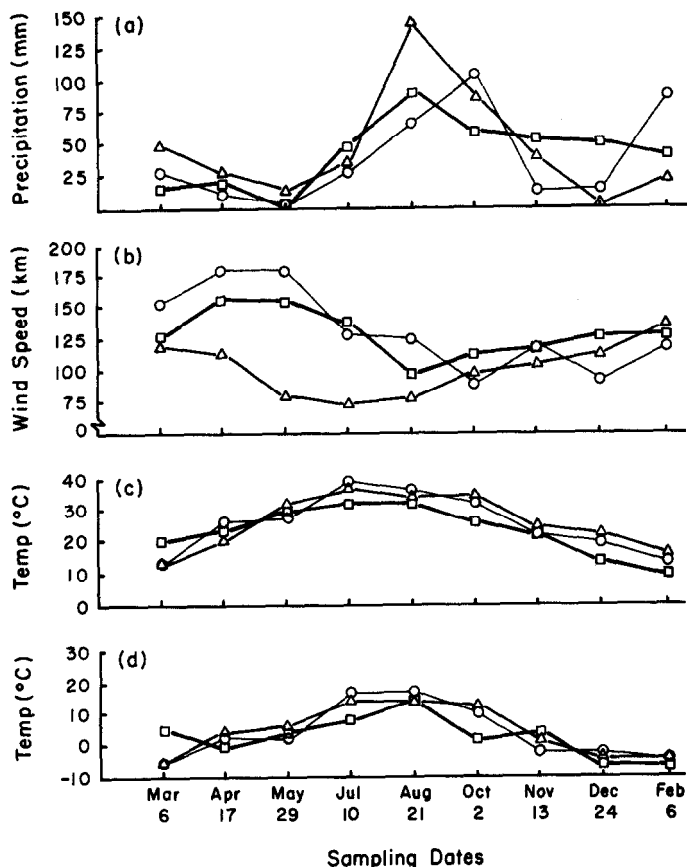 (a)
Precipitation (mm)
150
125
100
75
50
25
(b)
Wind Speed (km)
200
175
150
125
100
75
0
(c)
Temp (°C)
40
30
20
10
0
(d)
Temp (°C)
30
20
10
0
-10
Mar Apr May Jul Aug Oct Nov Dec Feb
6 17 29 10 21 2 13 24 6
Sampling Dates